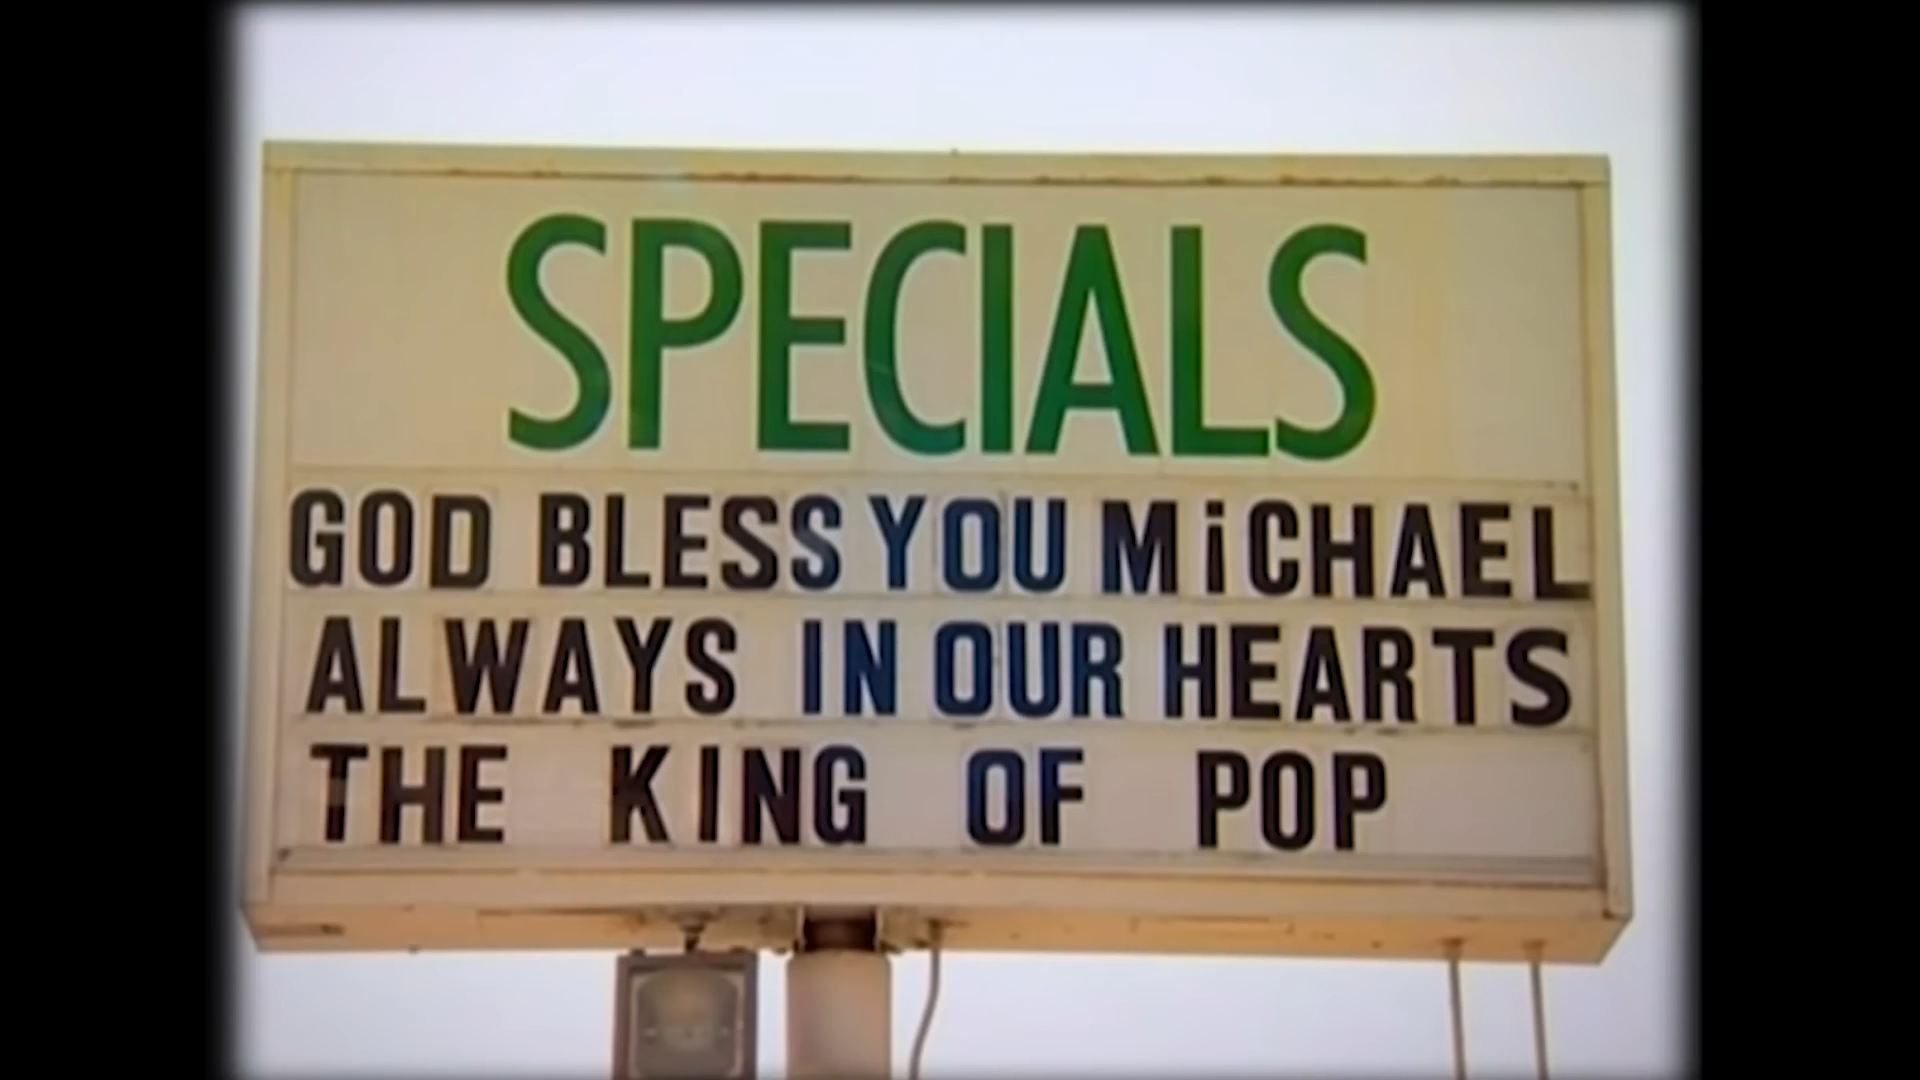 SPECIALS
GOD BLESS YOU MiCHAEL
ALWAYS IN OUR HEARTS
THE KING OF POP